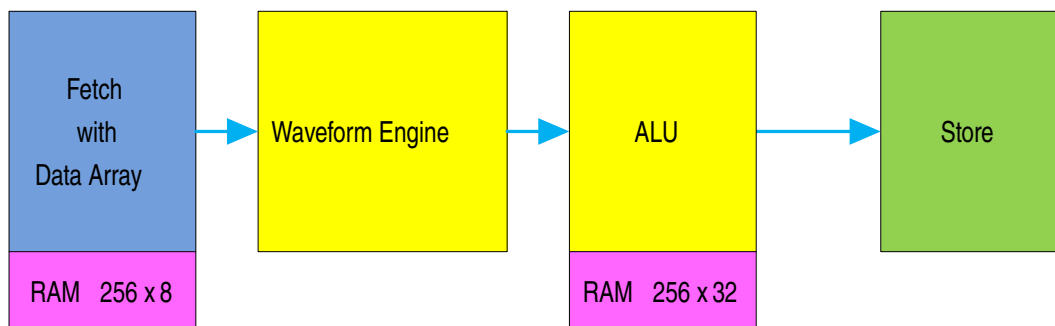 Fetch
with
Data Array
Waveform Engine
ALU
Store
RAM 256 x 8
RAM 256 x 32